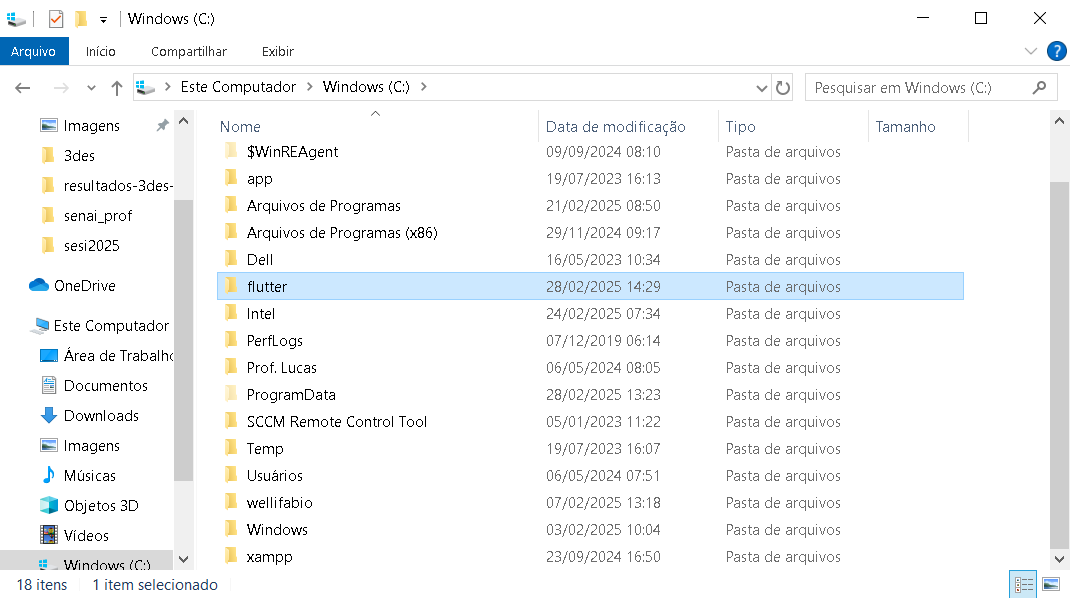 Windows (C:)
Arquivo Início Compartilhar Exibir ?
Este Computador > Windows (C:) >
Pesquisar em Windows (C:)
Imagens
3des
resultados-3des-
senai_prof
sesi2025
OneDrive
Este Computador
Área de Trabalho
Documentos
Downloads
Imagens
Músicas
Objetos 3D
Vídeos
Windows (C:)
Nome Data de modificação Tipo Tamanho
$WinREAgent 09/09/2024 08:10 Pasta de arquivos
app 19/07/2023 16:13 Pasta de arquivos
Arquivos de Programas 21/02/2025 08:50 Pasta de arquivos
Arquivos de Programas (x86) 29/11/2024 09:17 Pasta de arquivos
Dell 16/05/2023 10:34 Pasta de arquivos
flutter 28/02/2025 14:29 Pasta de arquivos
Intel 24/02/2025 07:34 Pasta de arquivos
PerfLogs 07/12/2019 06:14 Pasta de arquivos
Prof. Lucas 06/05/2024 08:05 Pasta de arquivos
ProgramData 28/02/2025 13:23 Pasta de arquivos
SCCM Remote Control Tool 05/01/2023 11:22 Pasta de arquivos
Temp 19/07/2023 16:07 Pasta de arquivos
Usuários 06/05/2024 07:51 Pasta de arquivos
wellifabio 07/02/2025 13:18 Pasta de arquivos
Windows 03/02/2025 10:04 Pasta de arquivos
xampp 23/09/2024 16:50 Pasta de arquivos
18 itens 1 item selecionado